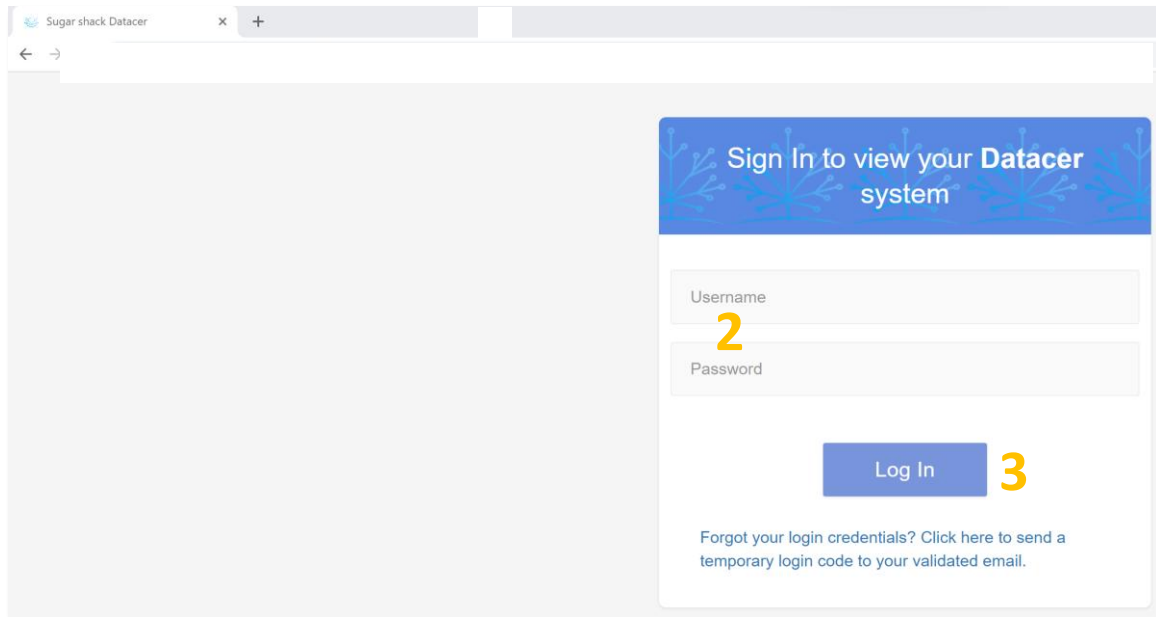 Sugar shack Datacer
Sign In to view your Datacer
system
Username
2
Password
Log In 3
Forgot your login credentials? Click here to send a
temporary login code to your validated email.